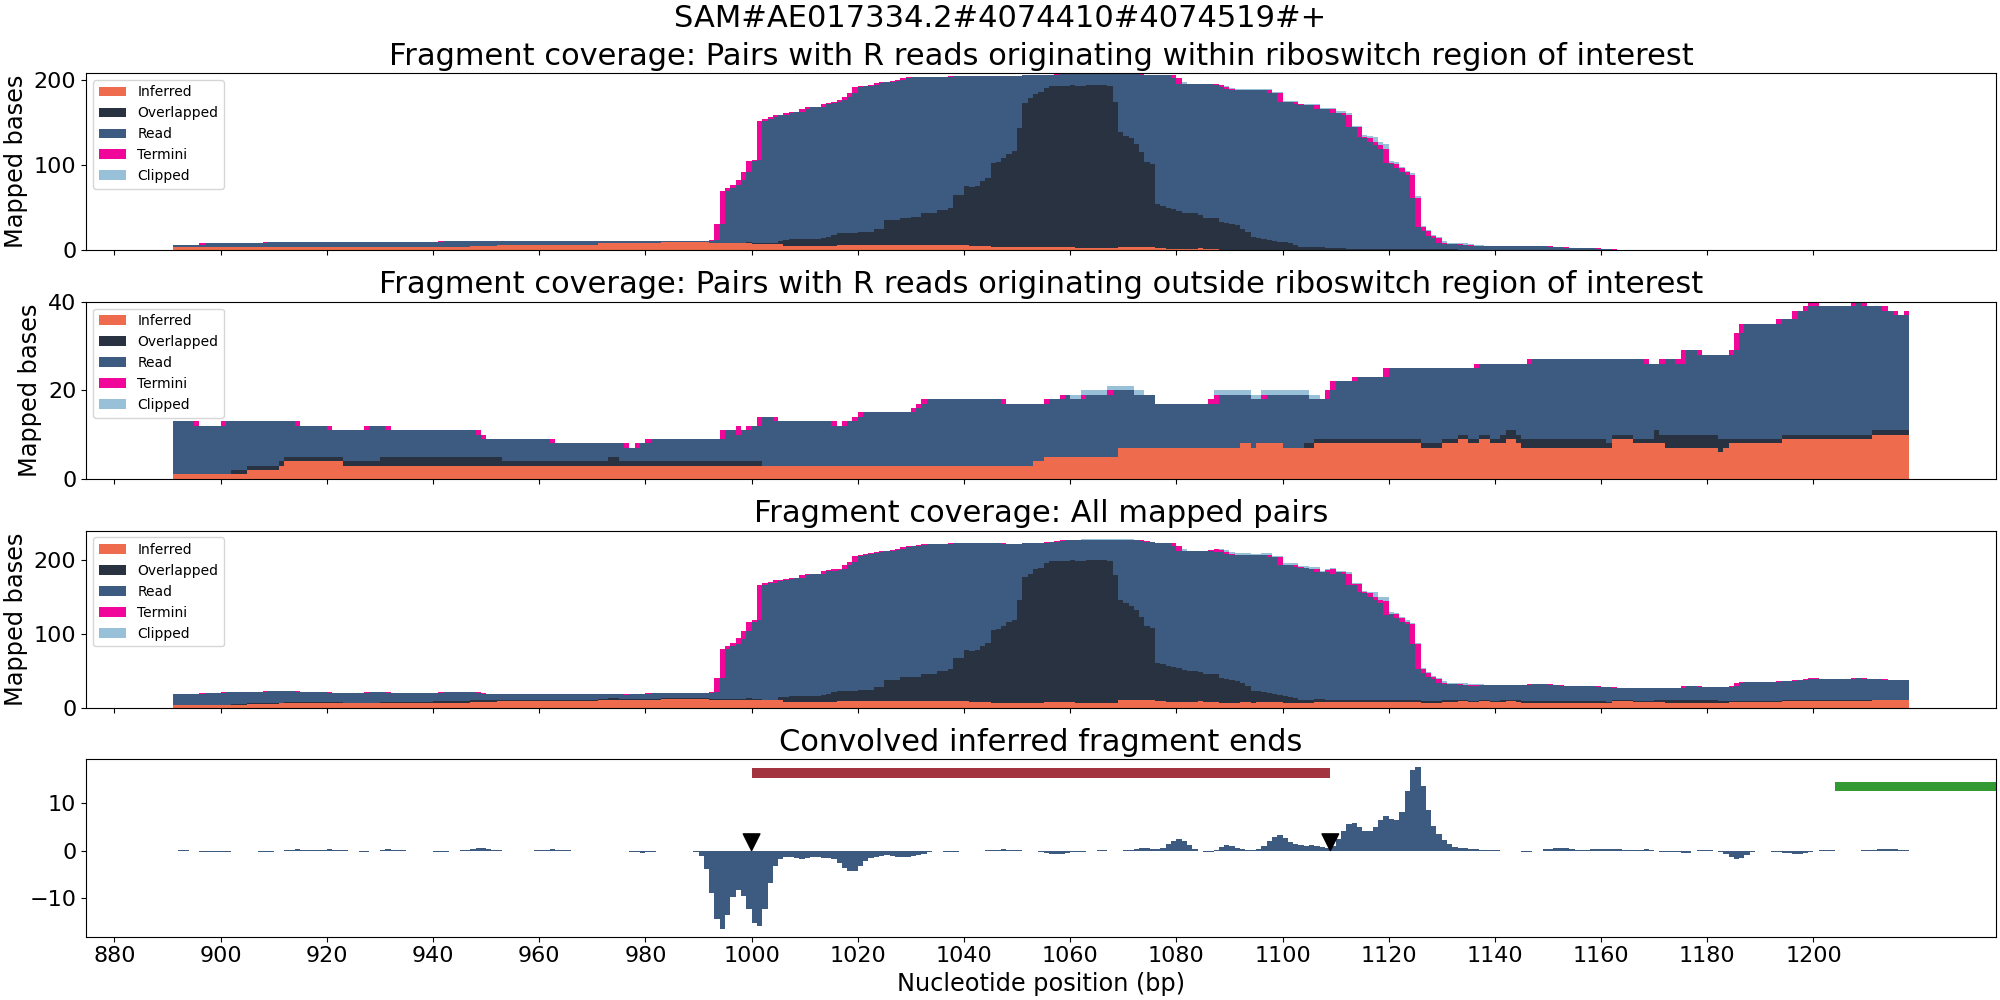 SAM#AE017334.2#4074410#4074519#+
Fragment coverage: Pairs with R reads originating within riboswitch region of interest
Mapped bases
200
100
0
Inferred
Overlapped
Read
Termini
Clipped
Fragment coverage: Pairs with R reads originating outside riboswitch region of interest
Mapped bases
40
20
0
Inferred
Overlapped
Read
Termini
Clipped
Fragment coverage: All mapped pairs
Mapped bases
200
100
0
Inferred
Overlapped
Read
Termini
Clipped
Convolved inferred fragment ends
10
0
−10
880 900 920 940 960 980 1000 1020 1040 1060 1080 1100 1120 1140 1160 1180 1200
Nucleotide position (bp)